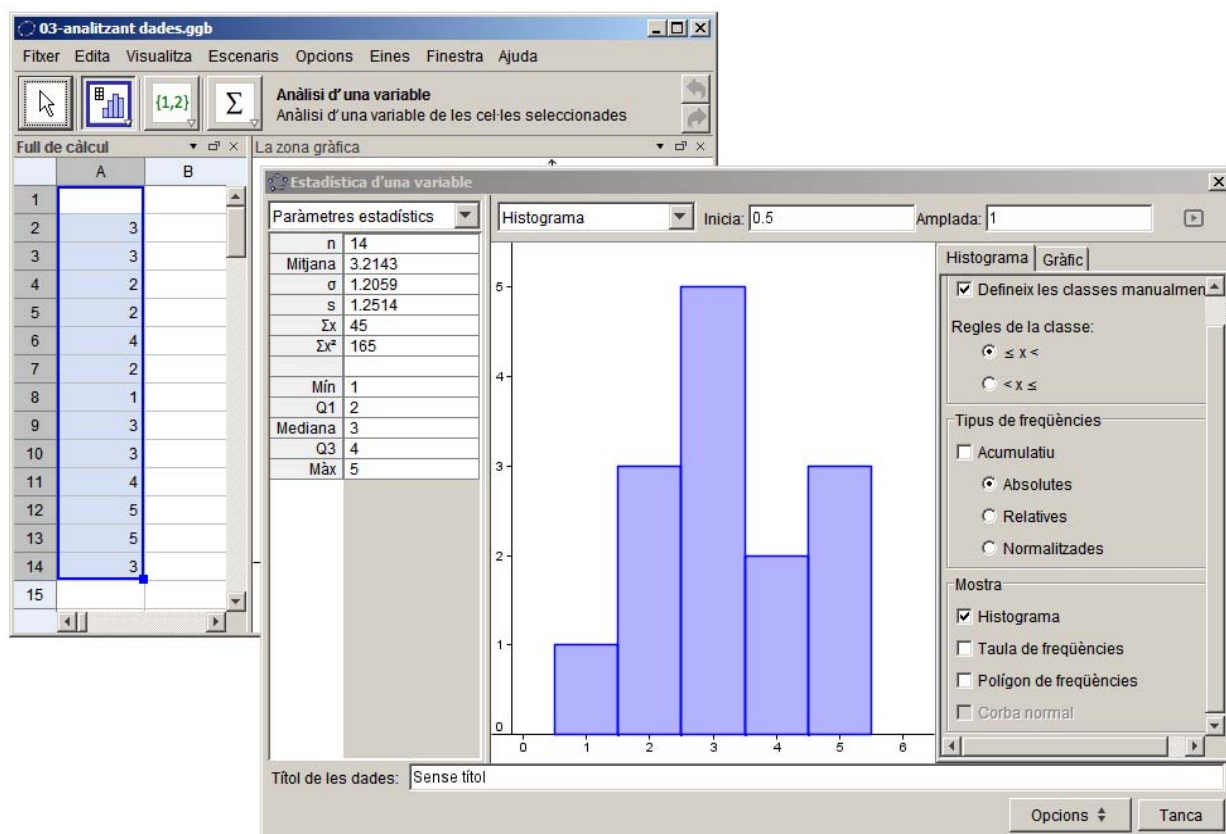 03-analitzant dades.ggb
Fitxer Edita Visualitza Escenaris Opcions Eines Finestra Ajuda
{1,2} Σ
Anàlisi d'una variable
Anàlisi d'una variable de les cel·les seleccionades
Full de càlcul
La zona gràfica
A B
1
2 3
3 3
4 2
5 2
6 4
7 2
8 1
9 3
10 3
11 4
12 5
13 5
14 3
15
Estadística d'una variable
Paràmetres estadístics
n 14
Mitjana 3.2143
σ 1.2059
s 1.2514
Σx 45
Σx² 165
Mín 1
Q1 2
Mediana 3
Q3 4
Màx 5
Histograma Inicia: 0.5 Amplada: 1
5
4
3
2
1
0
0 1 2 3 4 5 6
Histograma Gràfic
Defineix les classes manualmen
Regles de la classe:
≤ x <
< x ≤
Tipus de freqüències
Acumulatiu
Absolutes
Relatives
Normalitzades
Mostra
Histograma
Taula de freqüències
Polígon de freqüències
Corba normal
Títol de les dades: Sense títol
Opcions Tanca